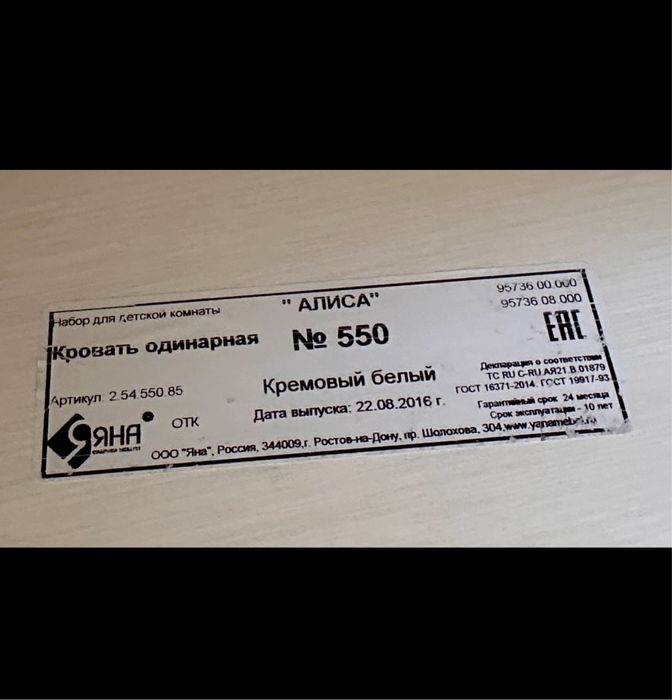 Набор для детской комнаты " АЛИСА" 95736 00.000
95736 08.000
Кровать одинарная № 550 ЕАС
Декларация о соответствии
ТС RU C-RU.АЯ21.В.01879
Артикул: 2.54.550.85 Кремовый белый ГОСТ 16371-2014, ГОСТ 19917-93
ЯНА ОТК Дата выпуска: 22.08.2016 г. Гарантийный срок 24 месяца
Срок эксплуатации - 10 лет
ООО "Яна", Россия, 344009,г. Ростов-на-Дону, пр. Шолохова, 304,